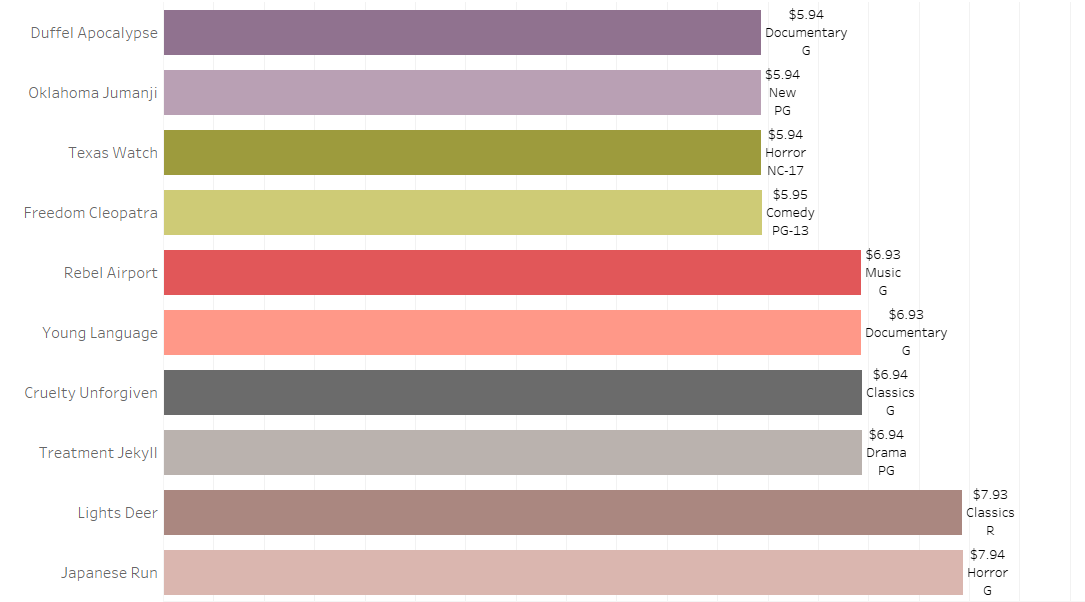 Duffel Apocalypse
$5.94
Documentary
G
Oklahoma Jumanji
$5.94
New
PG
Texas Watch
$5.94
Horror
NC-17
Freedom Cleopatra
$5.95
Comedy
PG-13
Rebel Airport
$6.93
Music
G
Young Language
$6.93
Documentary
G
Cruelty Unforgiven
$6.94
Classics
G
Treatment Jekyll
$6.94
Drama
PG
Lights Deer
$7.93
Classics
R
Japanese Run
$7.94
Horror
G